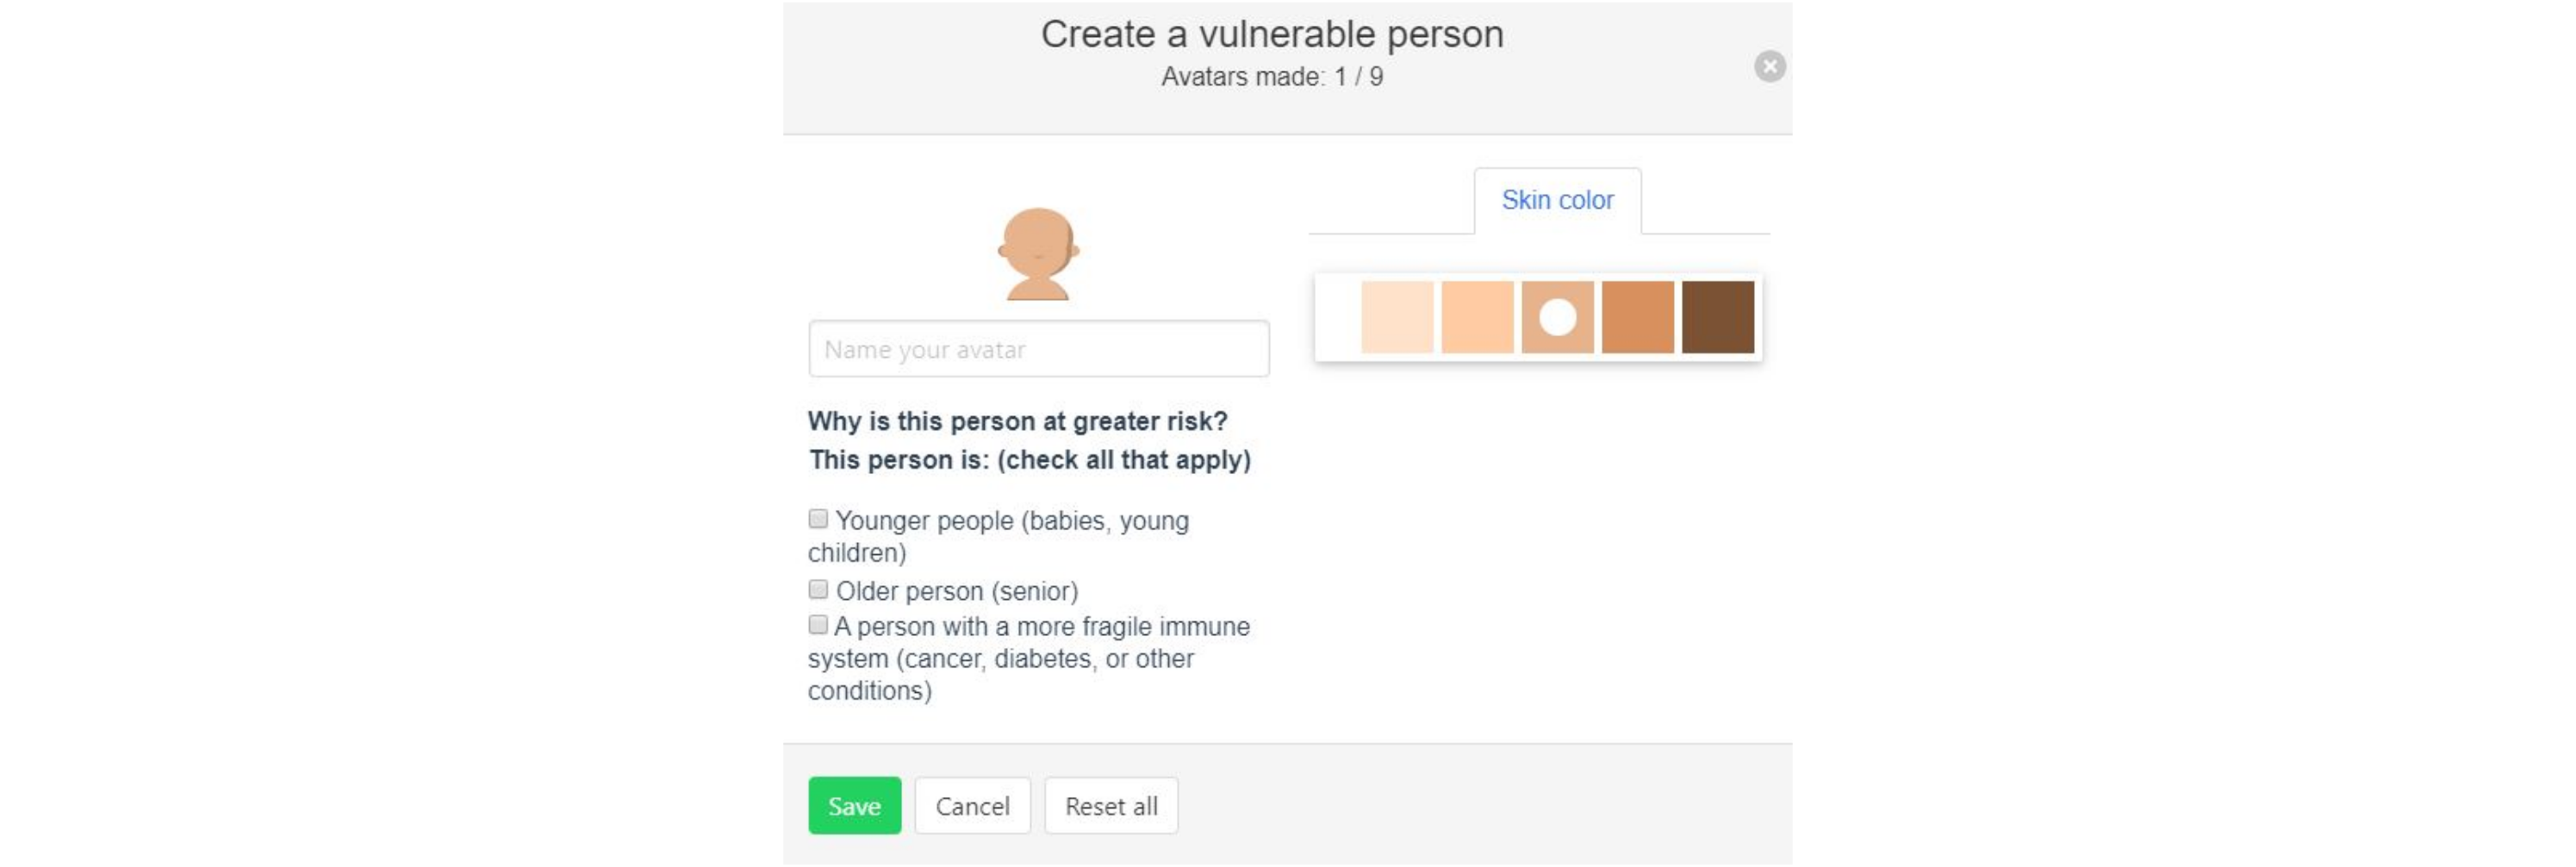 Create a vulnerable person
Avatars made: 1 / 9
Skin color
Name your avatar
Why is this person at greater risk?
This person is: (check all that apply)
Younger people (babies, young
children)
Older person (senior)
A person with a more fragile immune
system (cancer, diabetes, or other
conditions)
Save
Cancel
Reset all